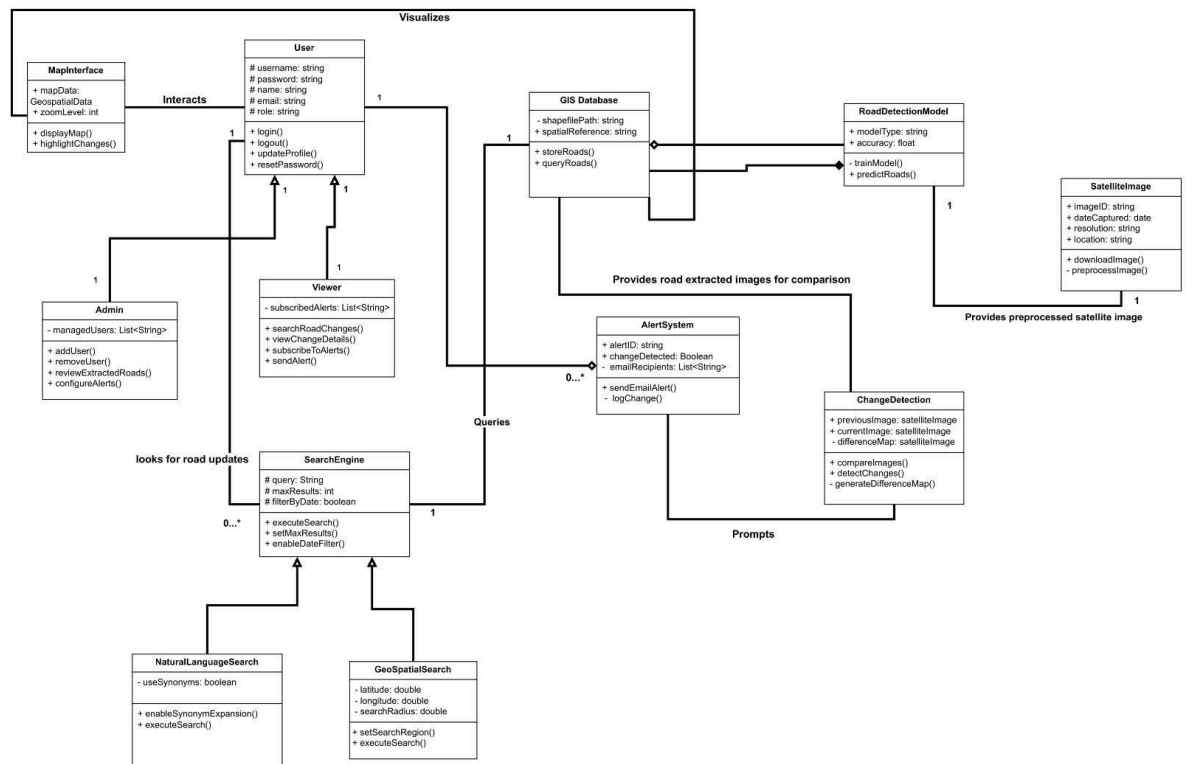 Visualizes
User
# username: string
# password: string
# name: string
# email: string
# role: string
+ login()
+ logout()
+ updateProfile()
+ resetPassword()
MapInterface
+ mapData:
GeospatialData
+ zoomLevel: int
+ displayMap()
+ highlightChanges()
Interacts
1
1
1
1
GIS Database
- shapefilePath: string
+ spatialReference: string
+ storeRoads()
+ queryRoads()
1
RoadDetectionModel
+ modelType: string
+ accuracy: float
- trainModel()
+ predictRoads()
1
SatelliteImage
+ imageID: string
+ dateCaptured: date
+ resolution: string
+ location: string
+ downloadImage()
- preprocessImage()
1
Provides preprocessed satellite image
Provides road extracted images for comparison
1
Admin
- managedUsers: List<String>
+ addUser()
+ removeUser()
+ reviewExtractedRoads()
+ configureAlerts()
1
Viewer
- subscribedAlerts: List<String>
+ searchRoadChanges()
+ viewChangeDetails()
+ subscribeToAlerts()
+ sendAlert()
AlertSystem
+ alertID: string
+ changeDetected: Boolean
- emailRecipients: List<String>
+ sendEmailAlert()
- logChange()
0...*
ChangeDetection
+ previousImage: satelliteImage
+ currentImage: satelliteImage
- differenceMap: satelliteImage
+ compareImages()
+ detectChanges()
- generateDifferenceMap()
Queries
Prompts
looks for road updates
0...*
SearchEngine
# query: String
# maxResults: int
# filterByDate: boolean
+ executeSearch()
+ setMaxResults()
+ enableDateFilter()
1
NaturalLanguageSearch
- useSynonyms: boolean
+ enableSynonymExpansion()
+ executeSearch()
GeoSpatialSearch
- latitude: double
- longitude: double
- searchRadius: double
+ setSearchRegion()
+ executeSearch()